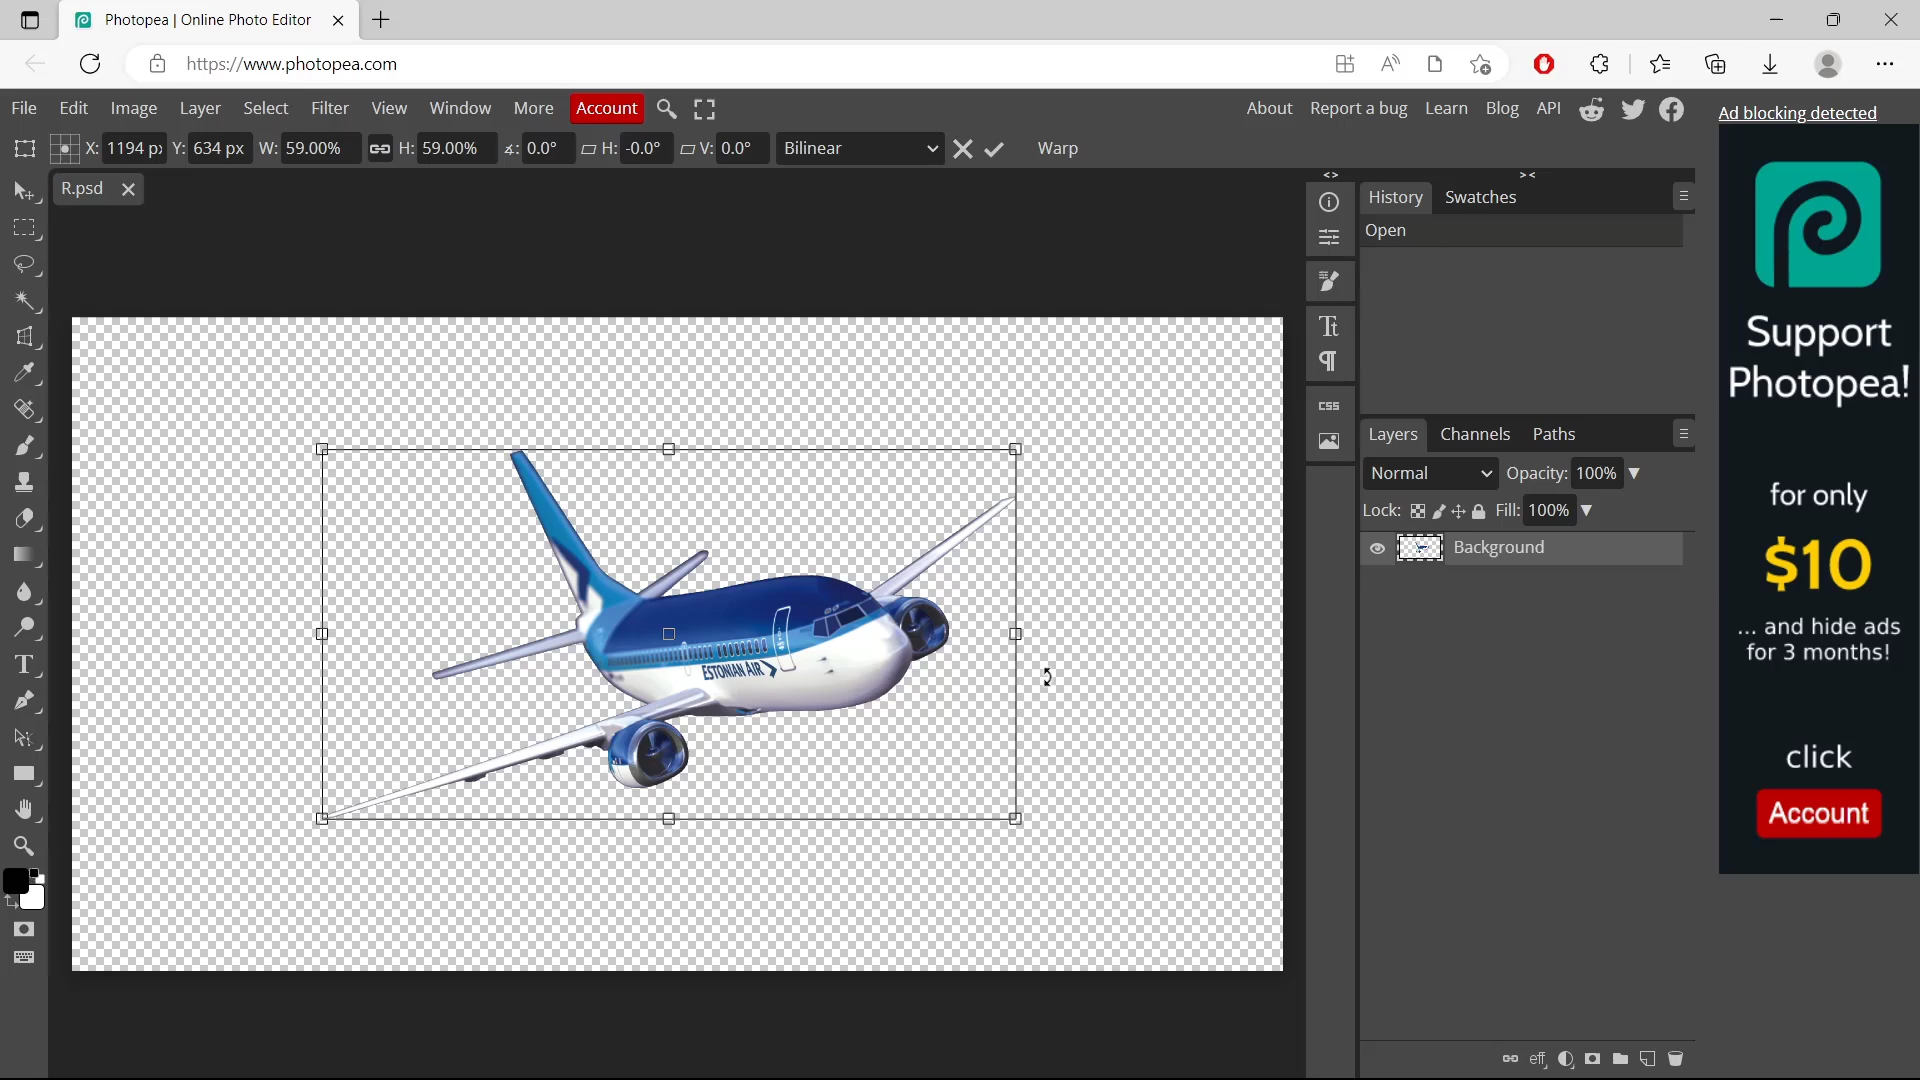 Photopea | Online Photo Editor
https://www.photopea.com
File Edit Image Layer Select Filter View Window More Account
About Report a bug Learn Blog API
Ad blocking detected
X: 1194 px Y: 634 px W: 59.00% H: 59.00% 0.0° H: -0.0° V: 0.0° Bilinear Warp
R.psd
<> ><
History Swatches
Open
CSS
Layers Channels Paths
Normal Opacity: 100%
Lock: Fill: 100%
Background
eff
ESTONIAN AIR
Support
Photopea!
for only
$10
... and hide ads
for 3 months!
click
Account